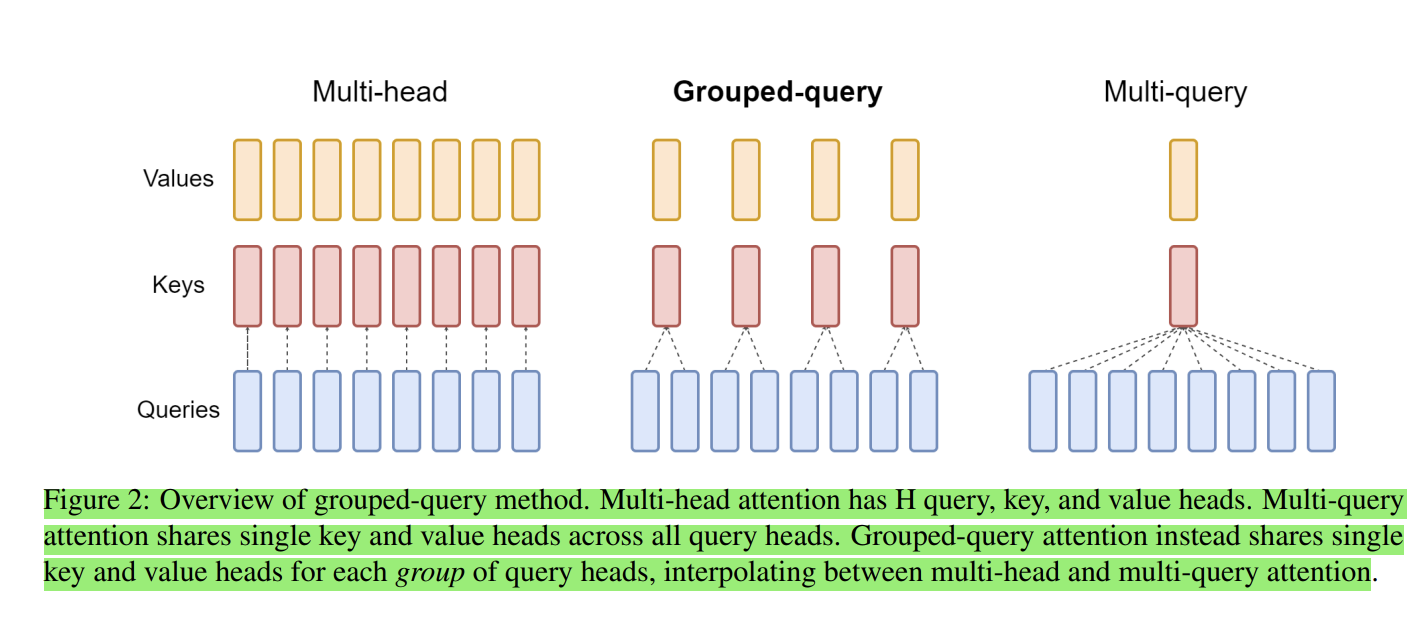 Multi-head
Grouped-query
Multi-query
Values
Keys
Queries
Figure 2: Overview of grouped-query method. Multi-head attention has H query, key, and value heads. Multi-query
attention shares single key and value heads across all query heads. Grouped-query attention instead shares single
key and value heads for each group of query heads, interpolating between multi-head and multi-query attention.